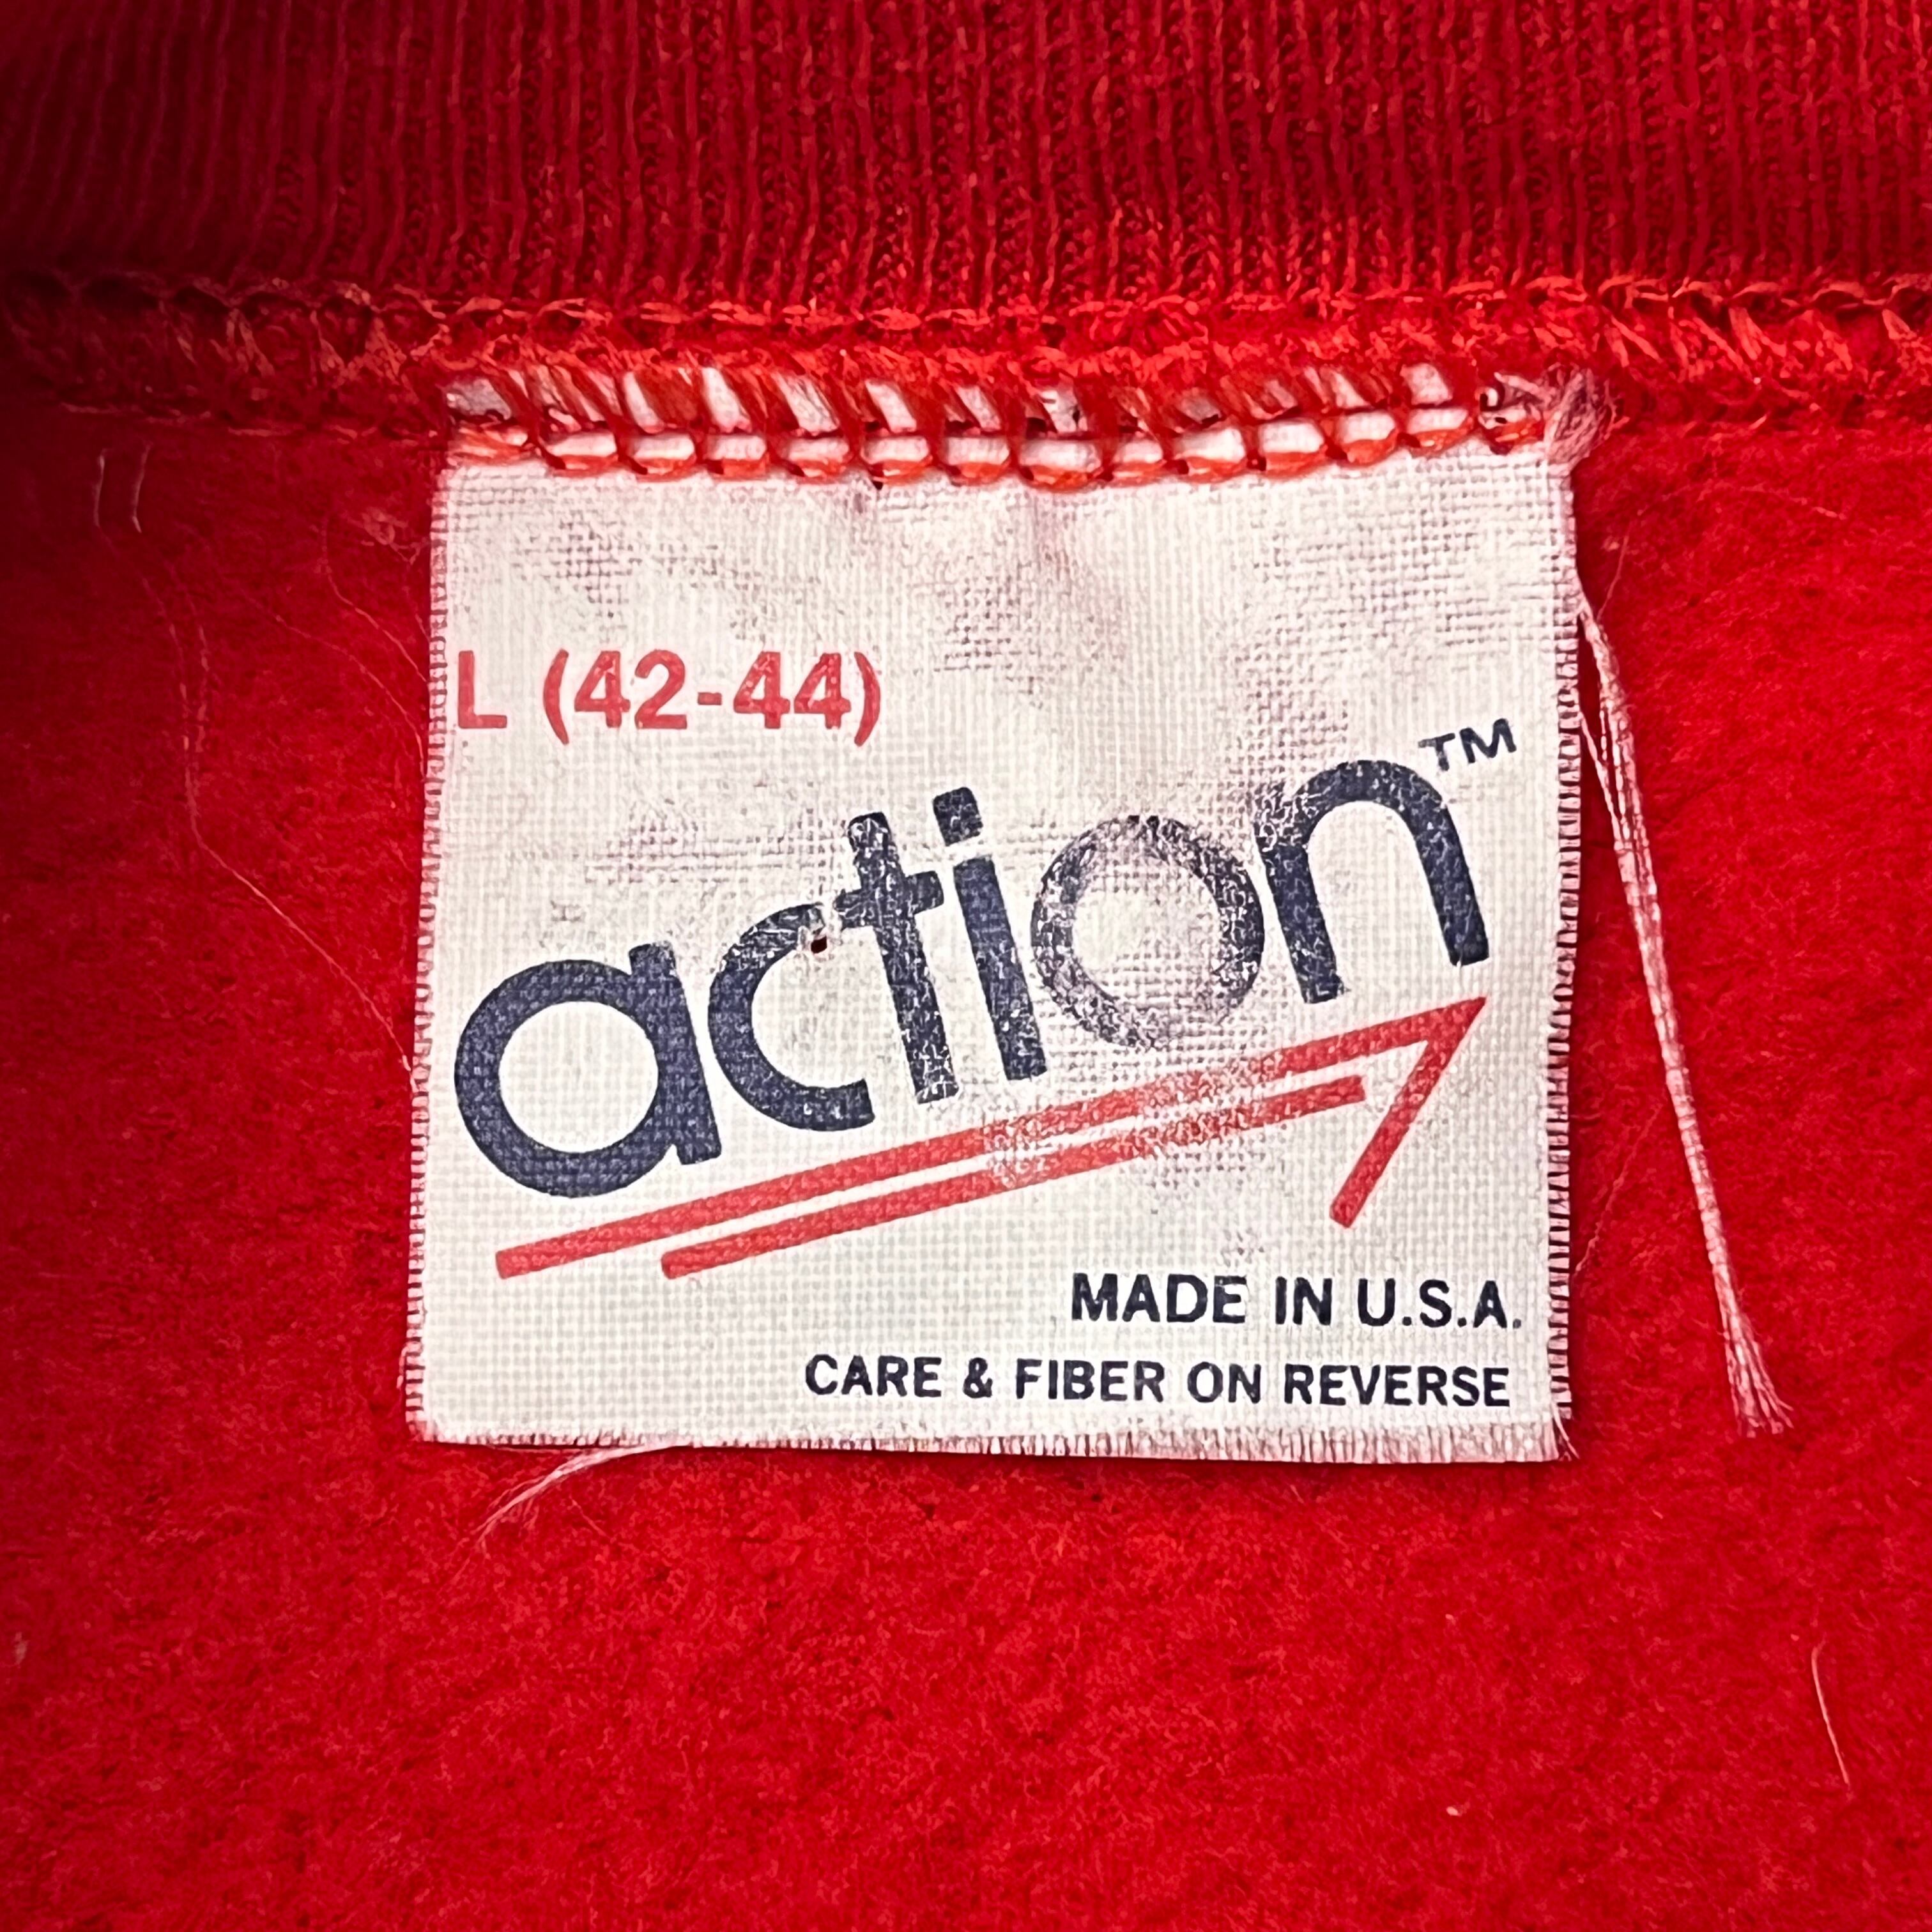 L (42-44)
action™
MADE IN U.S.A.
CARE & FIBER ON REVERSE